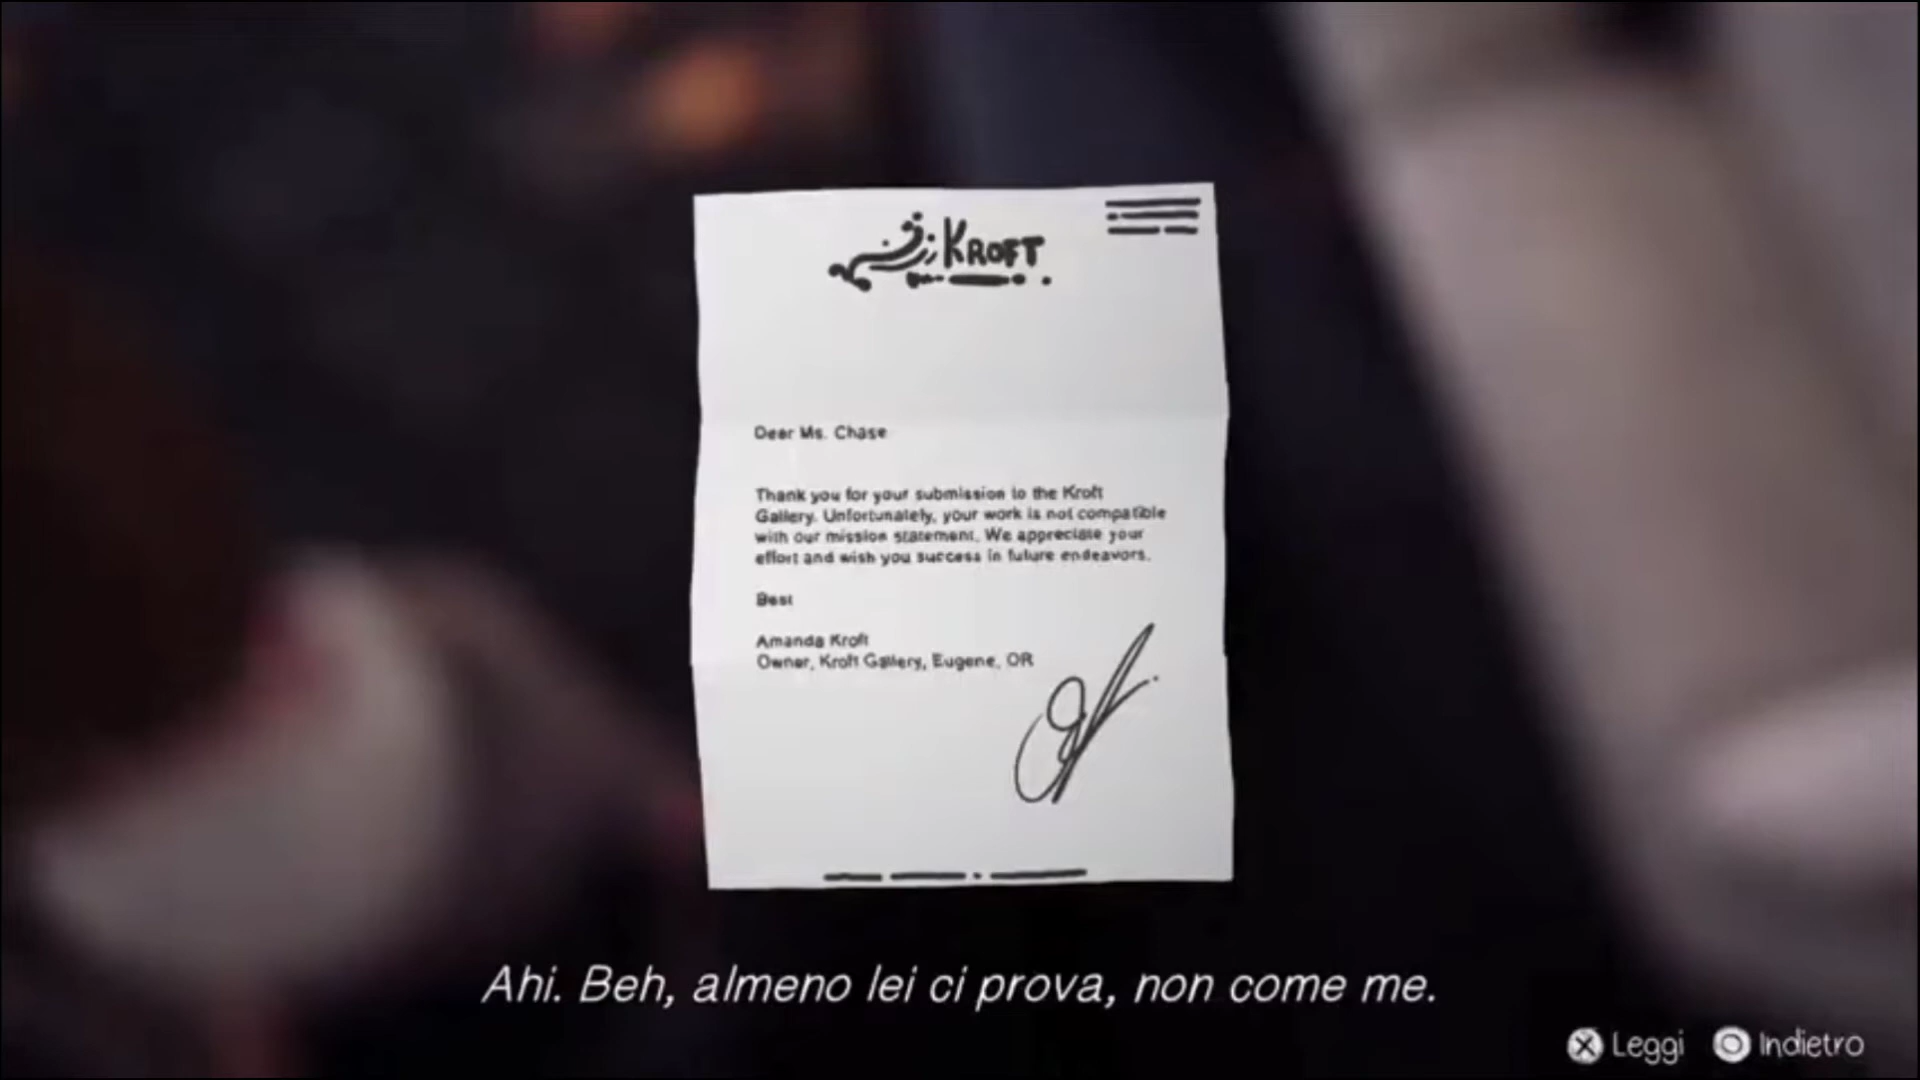 Kroft
Dear Ms. Chase
Thank you for your submission to the Kroft
Gallery. Unfortunately, your work is not compatible
with our mission statement. We appreciate your
effort and wish you success in future endeavors.
Best
Amanda Kroft
Owner, Kroft Gallery, Eugene, OR
Ahi. Beh, almeno lei ci prova, non come me.
Leggi
Indietro